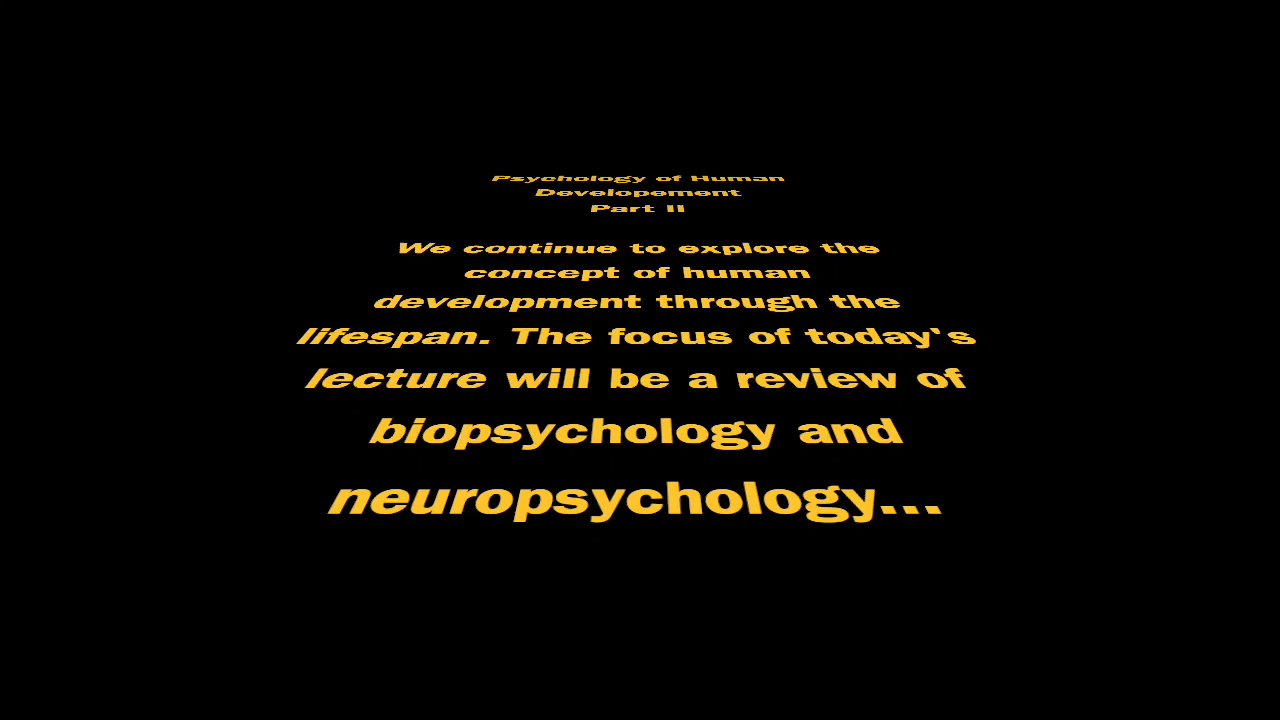 Psychology of Human
Developement
Part II
We continue to explore the
concept of human
development through the
lifespan. The focus of today's
lecture will be a review of
biopsychology and
neuropsychology...